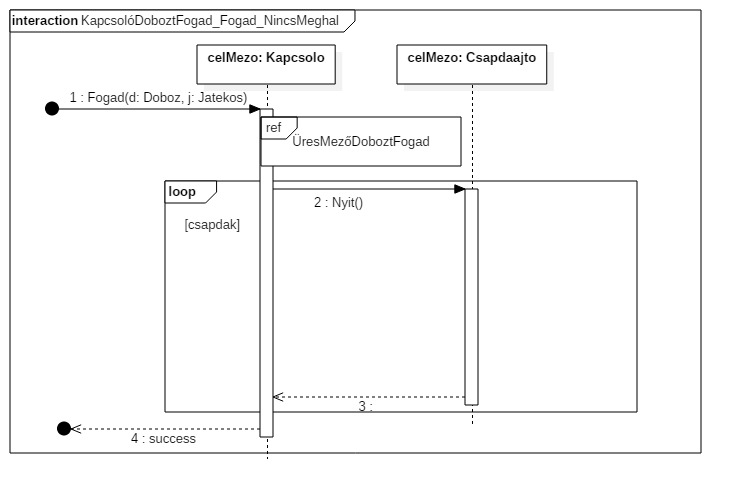 interaction KapcsolóDoboztFogad_Fogad_NincsMeghal
celMezo: Kapcsolo
celMezo: Csapdaajto
1 : Fogad(d: Doboz, j: Jatekos)
ref
ÜresMezőDoboztFogad
loop
2 : Nyit()
[csapdak]
3 :
4 : success